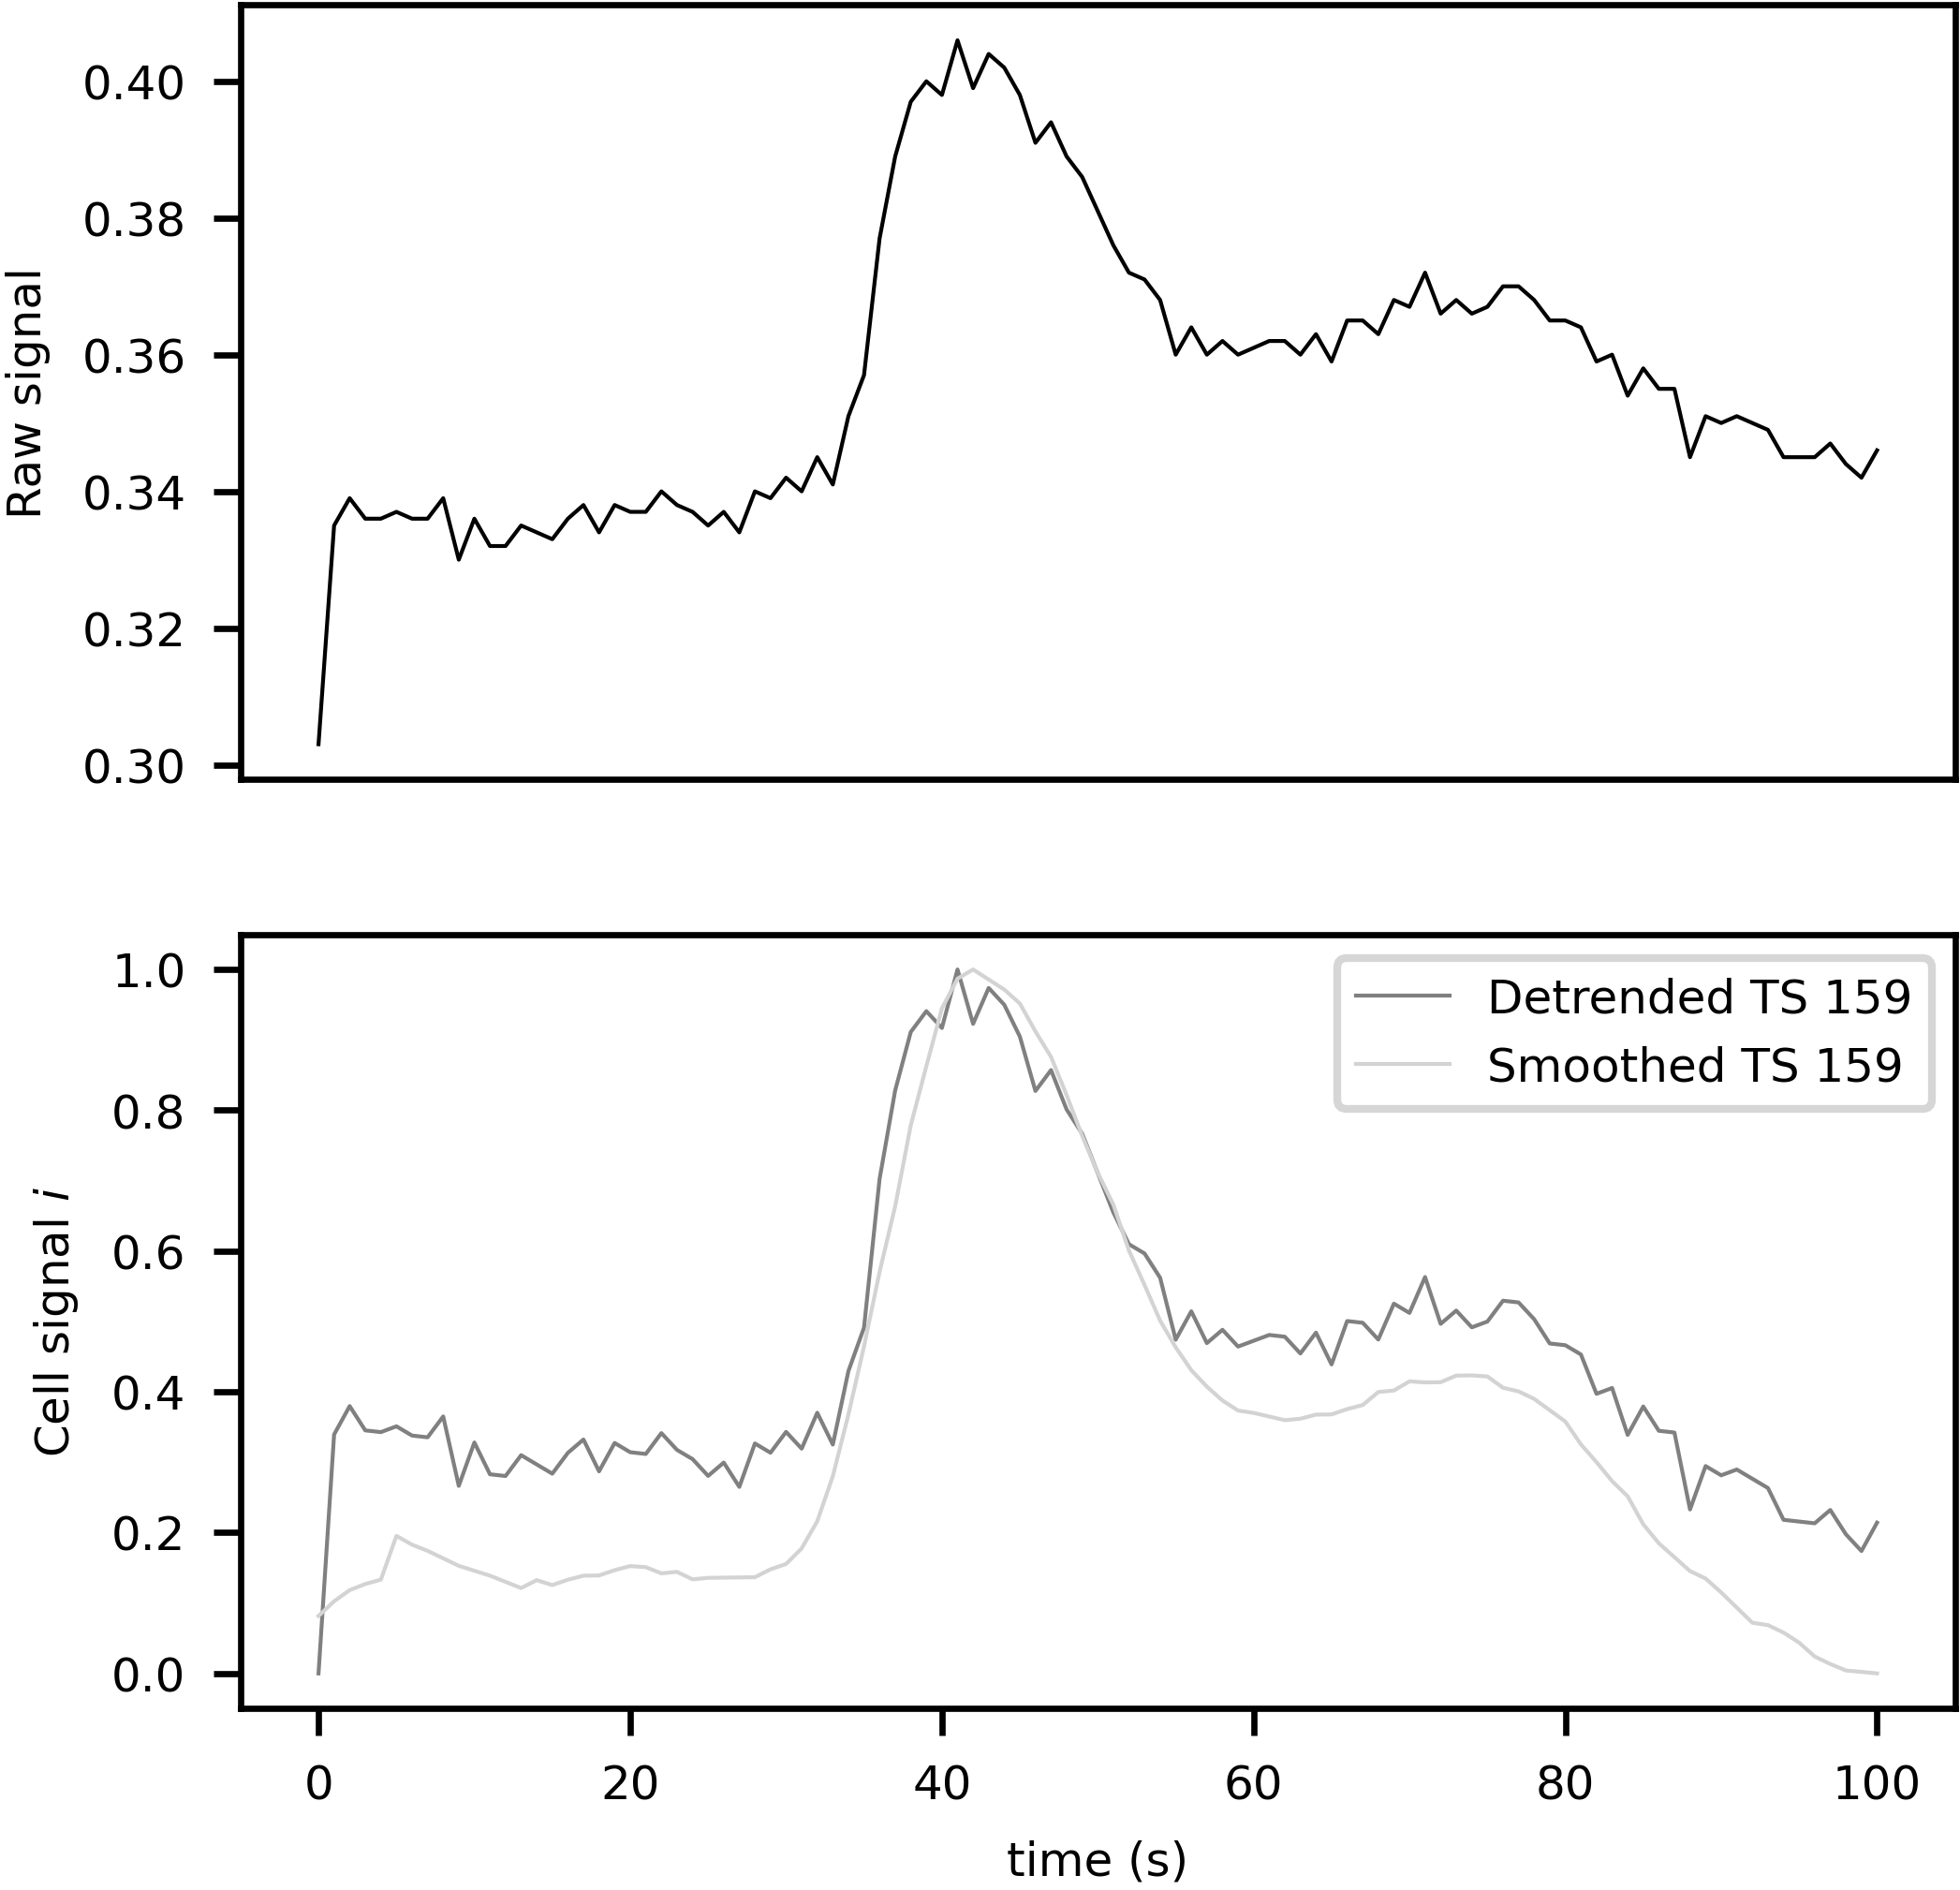 Raw signal
0.40
0.38
0.36
0.34
0.32
0.30
Cell signal i
1.0
0.8
0.6
0.4
0.2
0.0
Detrended TS 159
Smoothed TS 159
0 20 40 60 80 100
time (s)